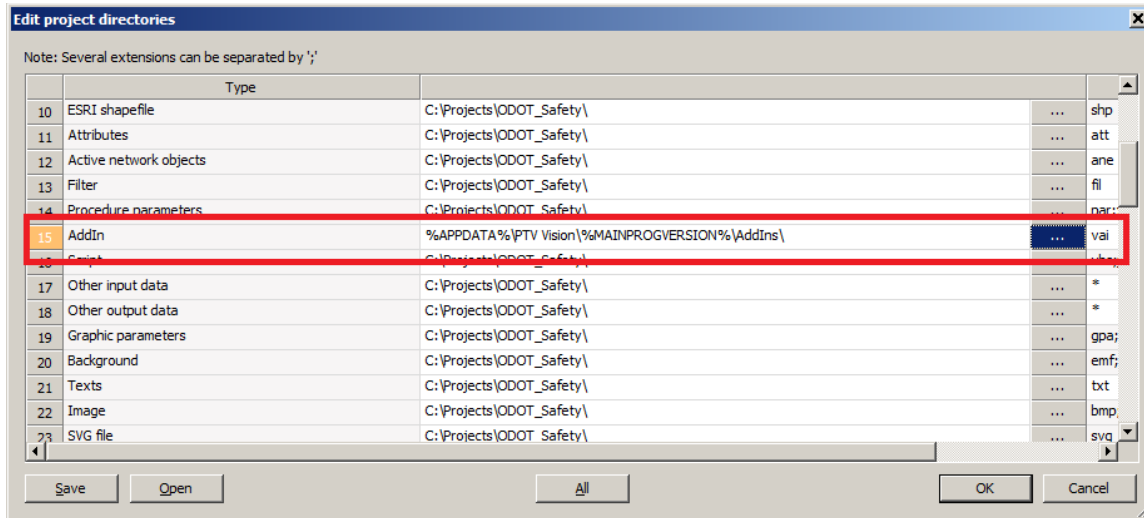 Edit project directories
Note: Several extensions can be separated by ';'
Type
10 ESRI shapefile C:\Projects\ODOT_Safety\ ... shp
11 Attributes C:\Projects\ODOT_Safety\ ... att
12 Active network objects C:\Projects\ODOT_Safety\ ... ane
13 Filter C:\Projects\ODOT_Safety\ ... fil
14 Procedure parameters C:\Projects\ODOT_Safety\ ...
15 AddIn %APPDATA%\PTV Vision\%MAINPROGVERSION%\AddIns\ ... vai
16 Script C:\Projects\ODOT_Safety\
17 Other input data C:\Projects\ODOT_Safety\ ... *
18 Other output data C:\Projects\ODOT_Safety\ ... *
19 Graphic parameters C:\Projects\ODOT_Safety\ ... gpa;
20 Background C:\Projects\ODOT_Safety\ ... emf;
21 Texts C:\Projects\ODOT_Safety\ ... txt
22 Image C:\Projects\ODOT_Safety\ ... bmp;
23 SVG file C:\Projects\ODOT_Safety\ ... svg
Save Open All OK Cancel